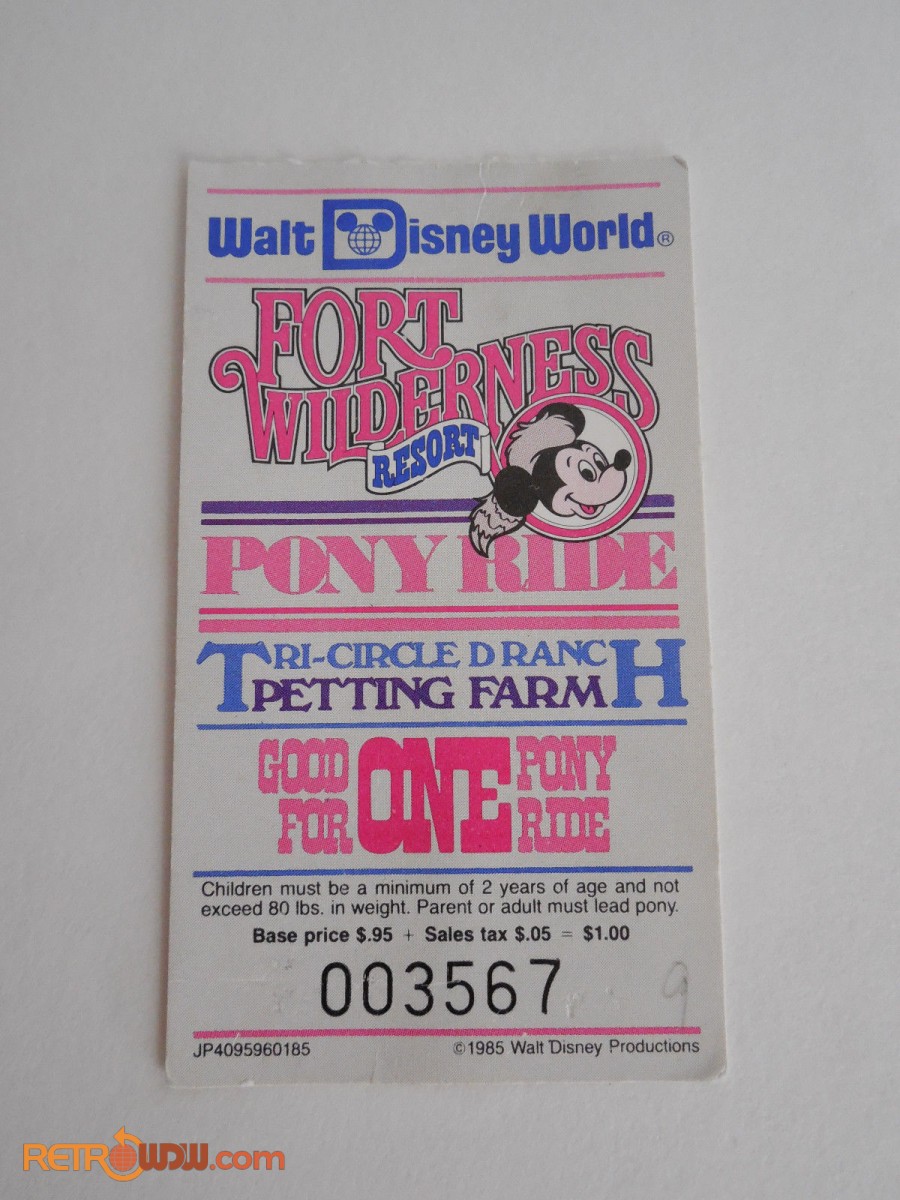 Walt Disney World®
FORT
WILDERNESS
RESORT
PONY RIDE
TRI-CIRCLE D RANCH
PETTING FARM
GOOD FOR ONE PONY RIDE
Children must be a minimum of 2 years of age and not
exceed 80 lbs. in weight. Parent or adult must lead pony.
Base price $.95 + Sales tax $.05 = $1.00
003567
9
JP4095960185 ©1985 Walt Disney Productions
RETROWDW.com